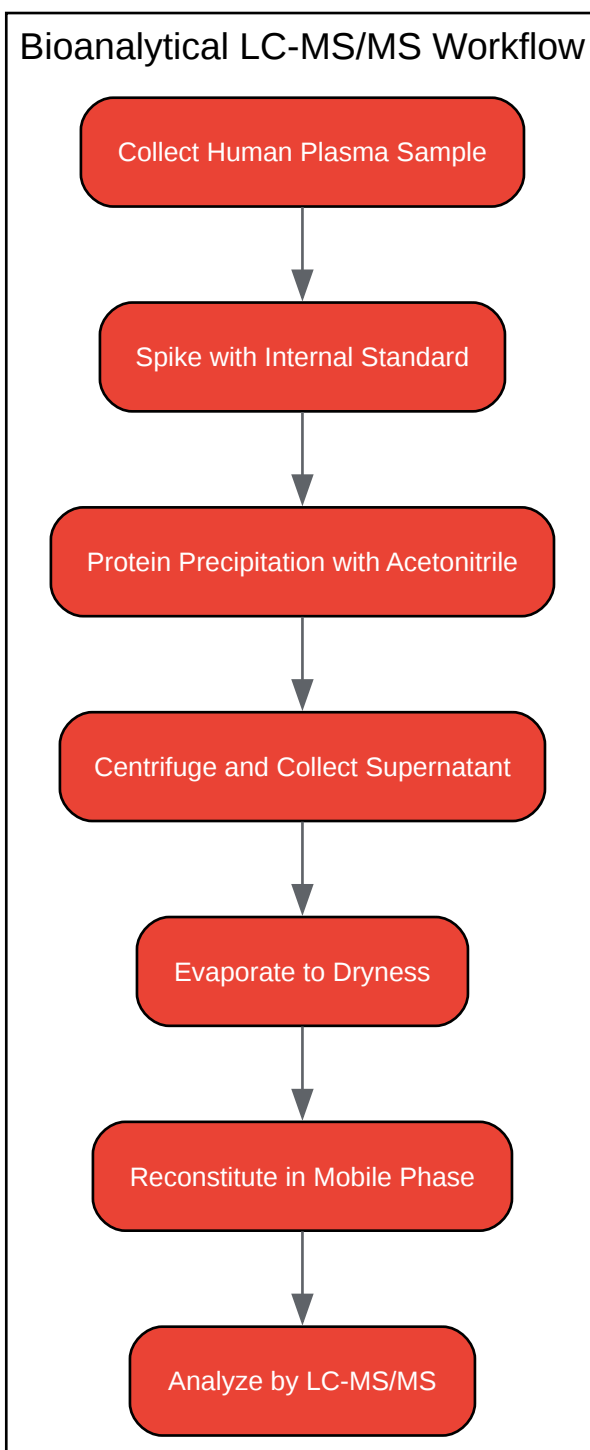 Bioanalytical LC-MS/MS Workflow
Collect Human Plasma Sample
Spike with Internal Standard
Protein Precipitation with Acetonitrile
Centrifuge and Collect Supernatant
Evaporate to Dryness
Reconstitute in Mobile Phase
Analyze by LC-MS/MS